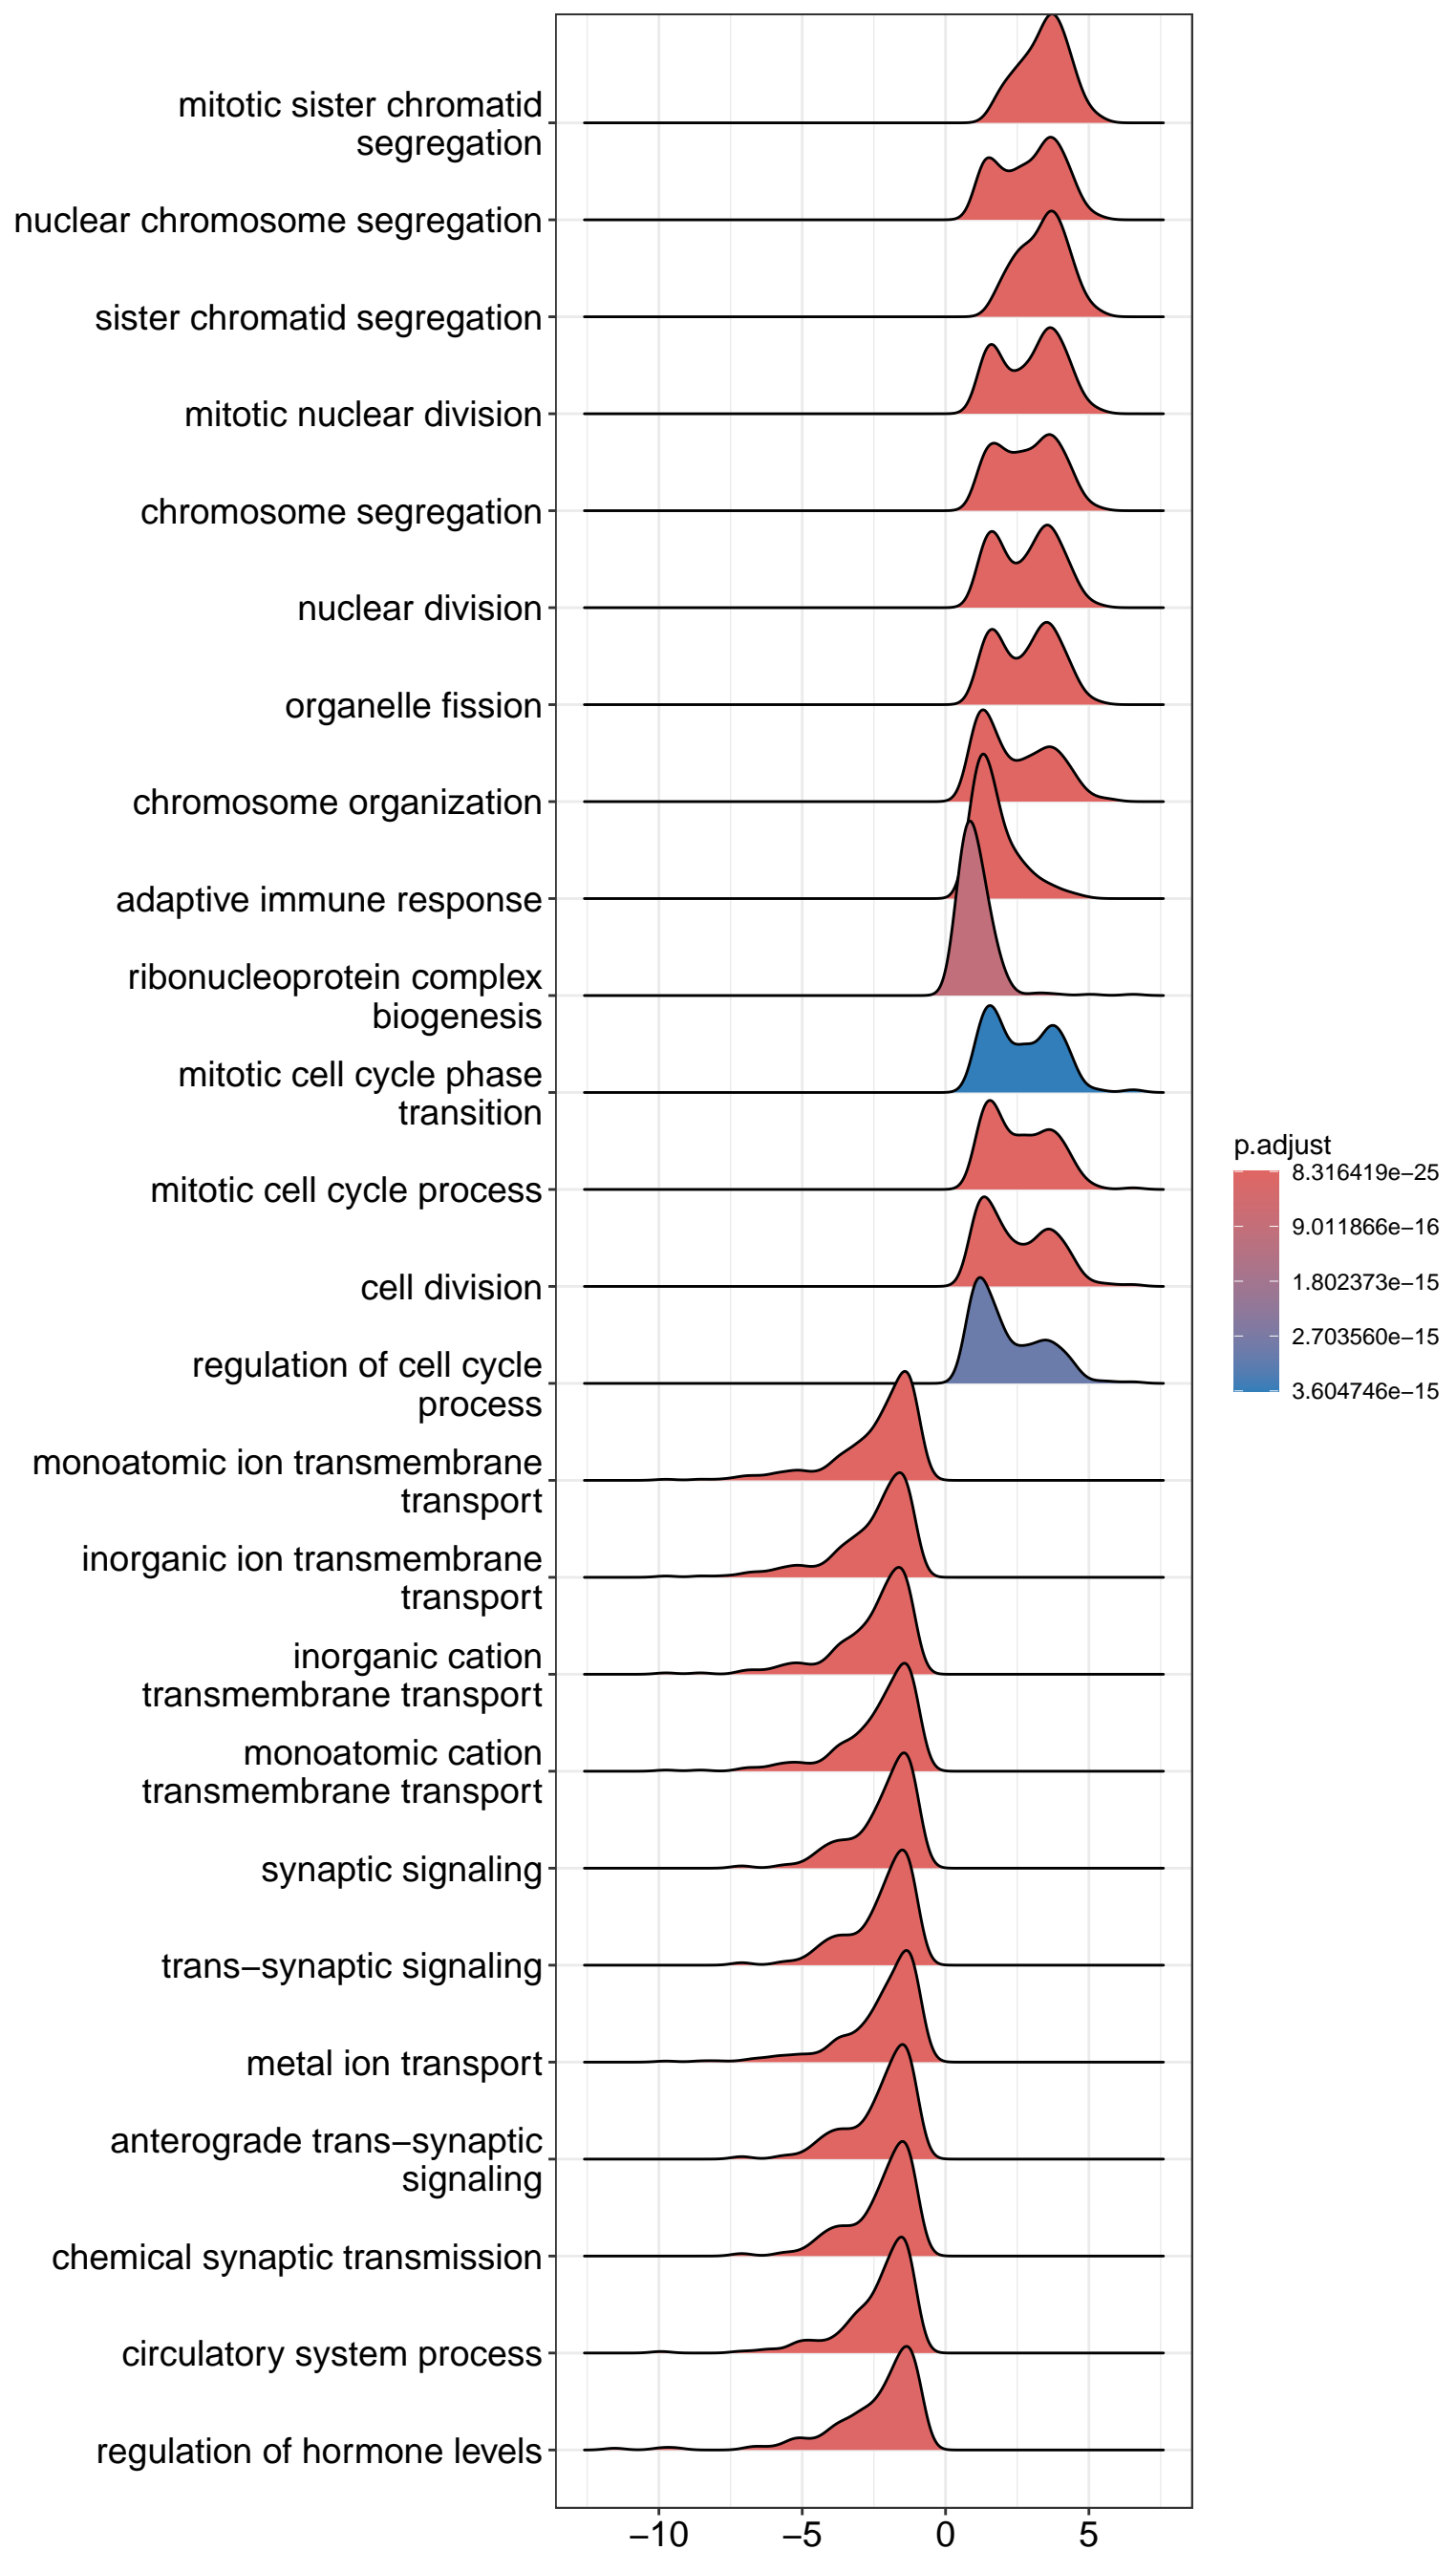 mitotic sister chromatid
segregation
nuclear chromosome segregation
sister chromatid segregation
mitotic nuclear division
chromosome segregation
nuclear division
organelle fission
chromosome organization
adaptive immune response
ribonucleoprotein complex
biogenesis
mitotic cell cycle phase
transition
mitotic cell cycle process
cell division
regulation of cell cycle
process
monoatomic ion transmembrane
transport
inorganic ion transmembrane
transport
inorganic cation
transmembrane transport
monoatomic cation
transmembrane transport
synaptic signaling
trans−synaptic signaling
metal ion transport
anterograde trans−synaptic
signaling
chemical synaptic transmission
circulatory system process
regulation of hormone levels
−10 −5 0 5
p.adjust
8.316419e−25
9.011866e−16
1.802373e−15
2.703560e−15
3.604746e−15